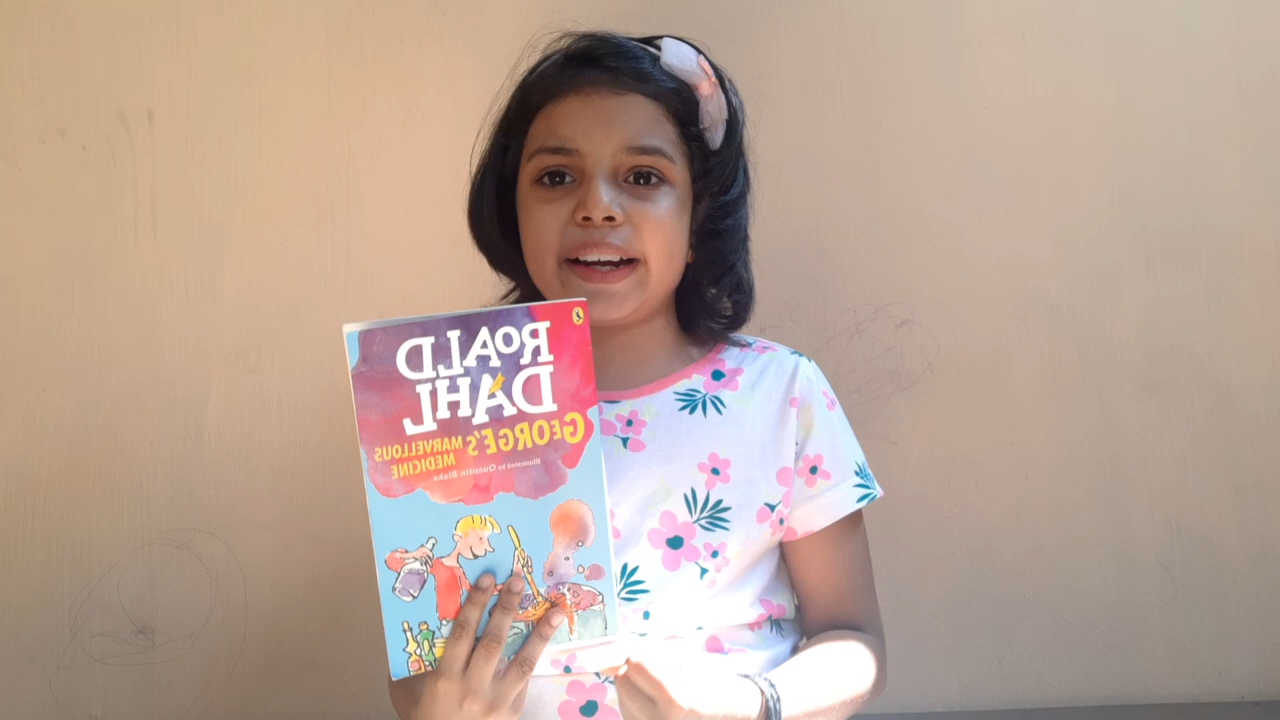 ROALD
DAHL
GEORGE'S MARVELLOUS
MEDICINE
Illustrated by Quentin Blake